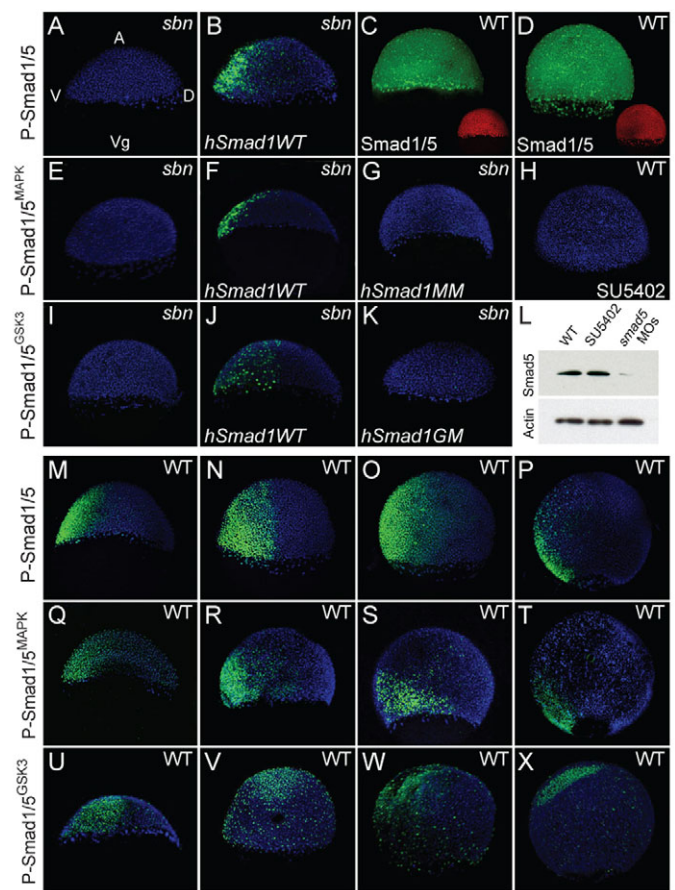 P-Smad1/5
A sbn
A
V D
Vg
B sbn
hSmad1WT
C WT
Smad1/5
D WT
Smad1/5
P-Smad1/5MAPK
E sbn
F sbn
hSmad1WT
G sbn
hSmad1MM
H WT
SU5402
P-Smad1/5GSK3
I sbn
J sbn
hSmad1WT
K sbn
hSmad1GM
L
WT
SU5402
smad5
MOs
Smad5
Actin
P-Smad1/5
M WT
N WT
O WT
P WT
P-Smad1/5MAPK
Q WT
R WT
S WT
T WT
P-Smad1/5GSK3
U WT
V WT
W WT
X WT